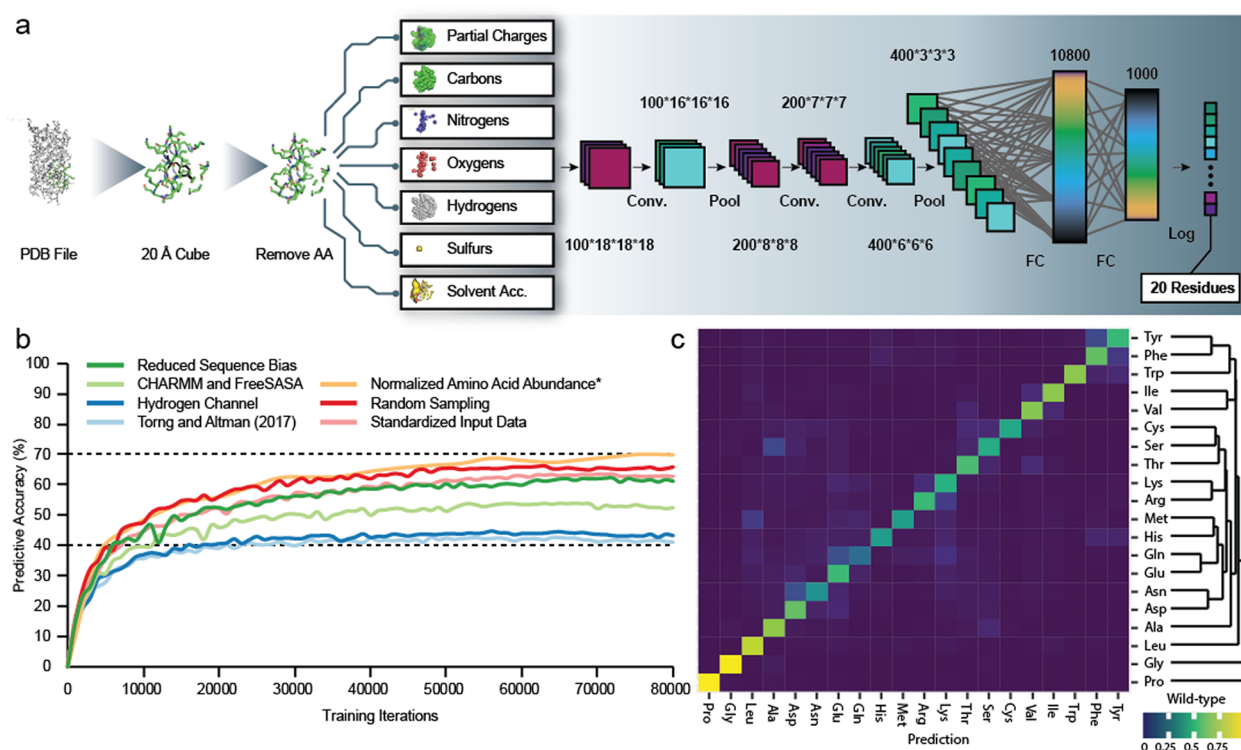 a
Partial Charges
Carbons
Nitrogens
Oxygens
Hydrogens
Sulfurs
Solvent Acc.
PDB File
20 Å Cube
Remove AA
100*18*18*18
Conv.
100*16*16*16
Pool
200*8*8*8
Conv.
200*7*7*7
Conv.
400*6*6*6
Pool
400*3*3*3
10800
FC
1000
FC
Log
20 Residues
b
Reduced Sequence Bias
CHARMM and FreeSASA
Hydrogen Channel
Torng and Altman (2017)
Normalized Amino Acid Abundance*
Random Sampling
Standardized Input Data
Predictive Accuracy (%)
100
90
80
70
60
50
40
30
20
10
0
0 10000 20000 30000 40000 50000 60000 70000 80000
Training Iterations
c
Tyr
Phe
Trp
Ile
Val
Cys
Ser
Thr
Lys
Arg
Met
His
Gln
Glu
Asn
Asp
Ala
Leu
Gly
Pro
Wild-type
Pro Gly Leu Ala Asp Asn Glu Gln His Met Arg Lys Thr Ser Cys Val Ile Trp Phe Tyr
Prediction
0 0.25 0.5 0.75